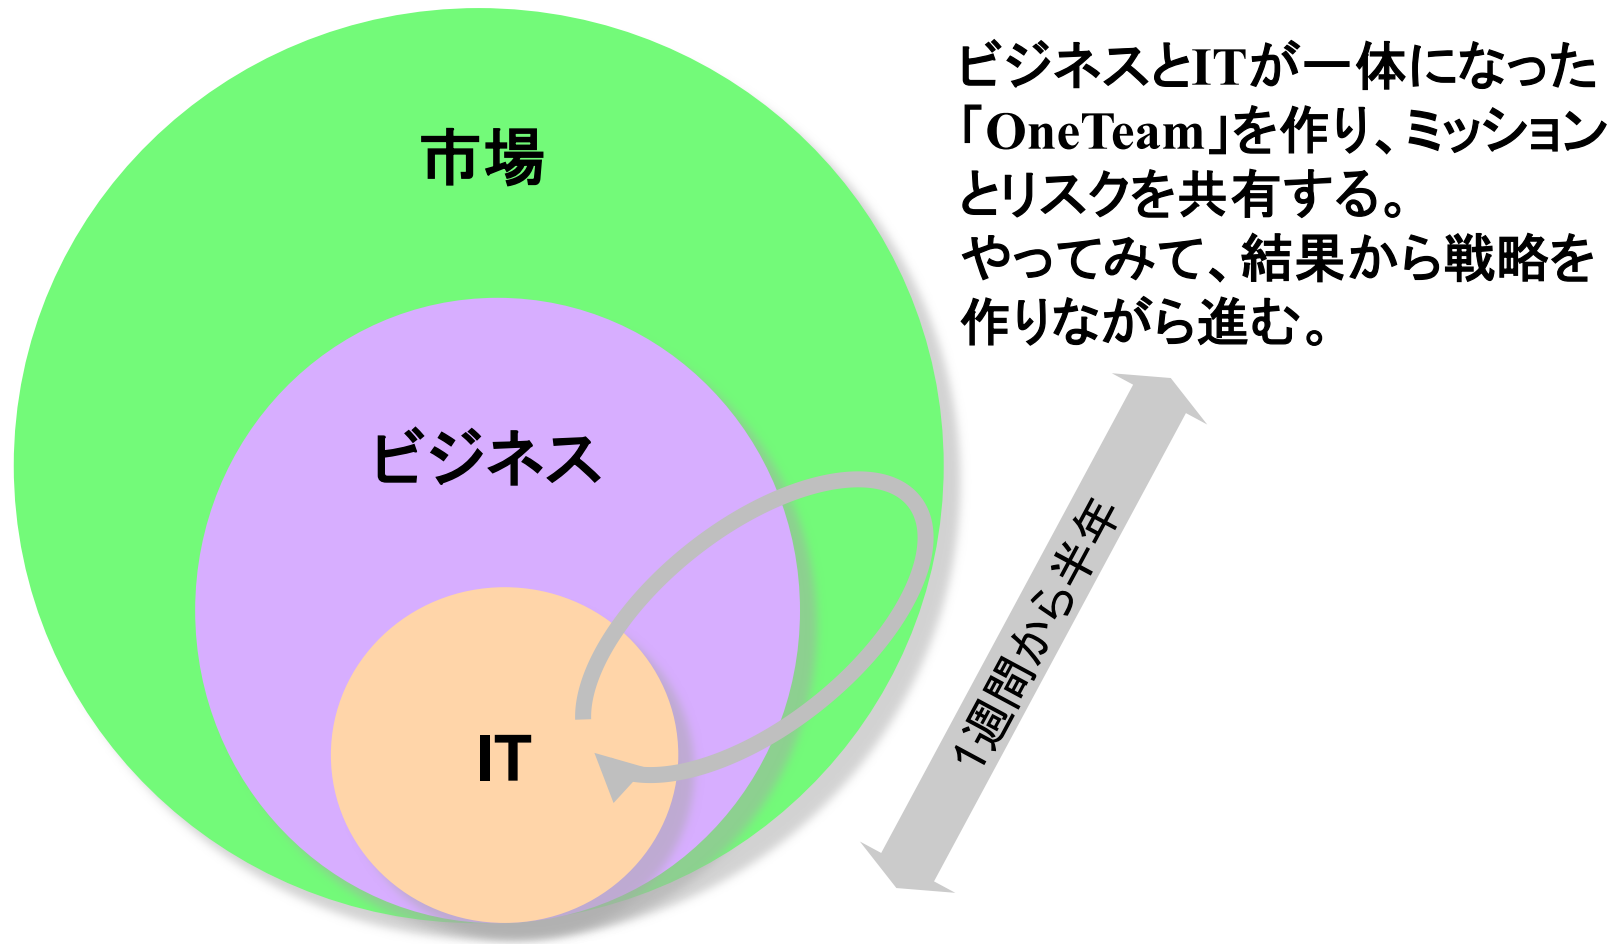 ビジネスとITが一体になった
「OneTeam」を作り、ミッション
とリスクを共有する。
やってみて、結果から戦略を
作りながら進む。
市場
ビジネス
IT
1週間から半年